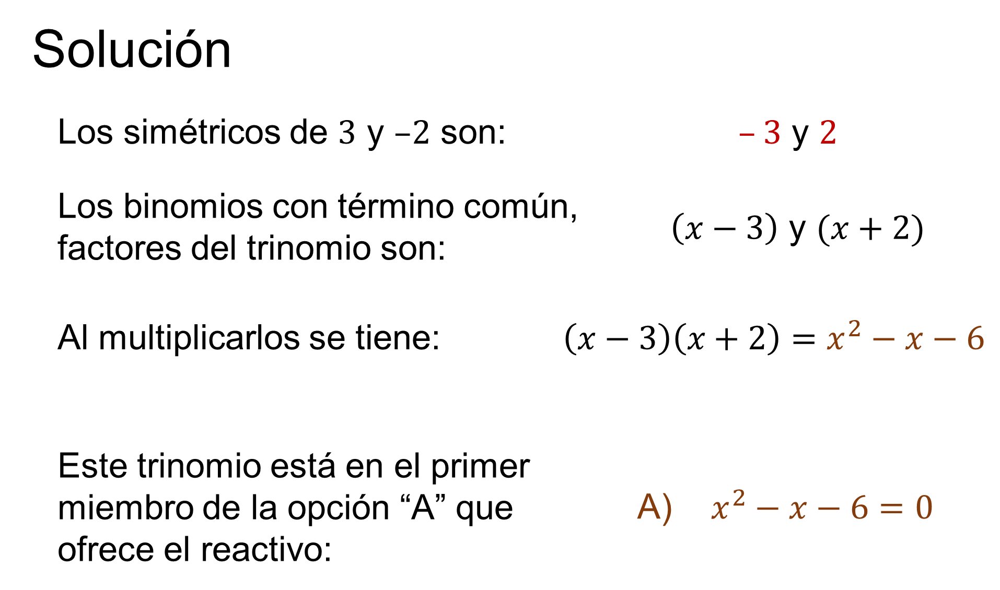 Solución
Los simétricos de 3 y –2 son: – 3 y 2
Los binomios con término común,
factores del trinomio son: (x − 3) y (x + 2)
Al multiplicarlos se tiene: (x − 3)(x + 2) = x² − x − 6
Este trinomio está en el primer
miembro de la opción “A” que A) x² − x − 6 = 0
ofrece el reactivo: